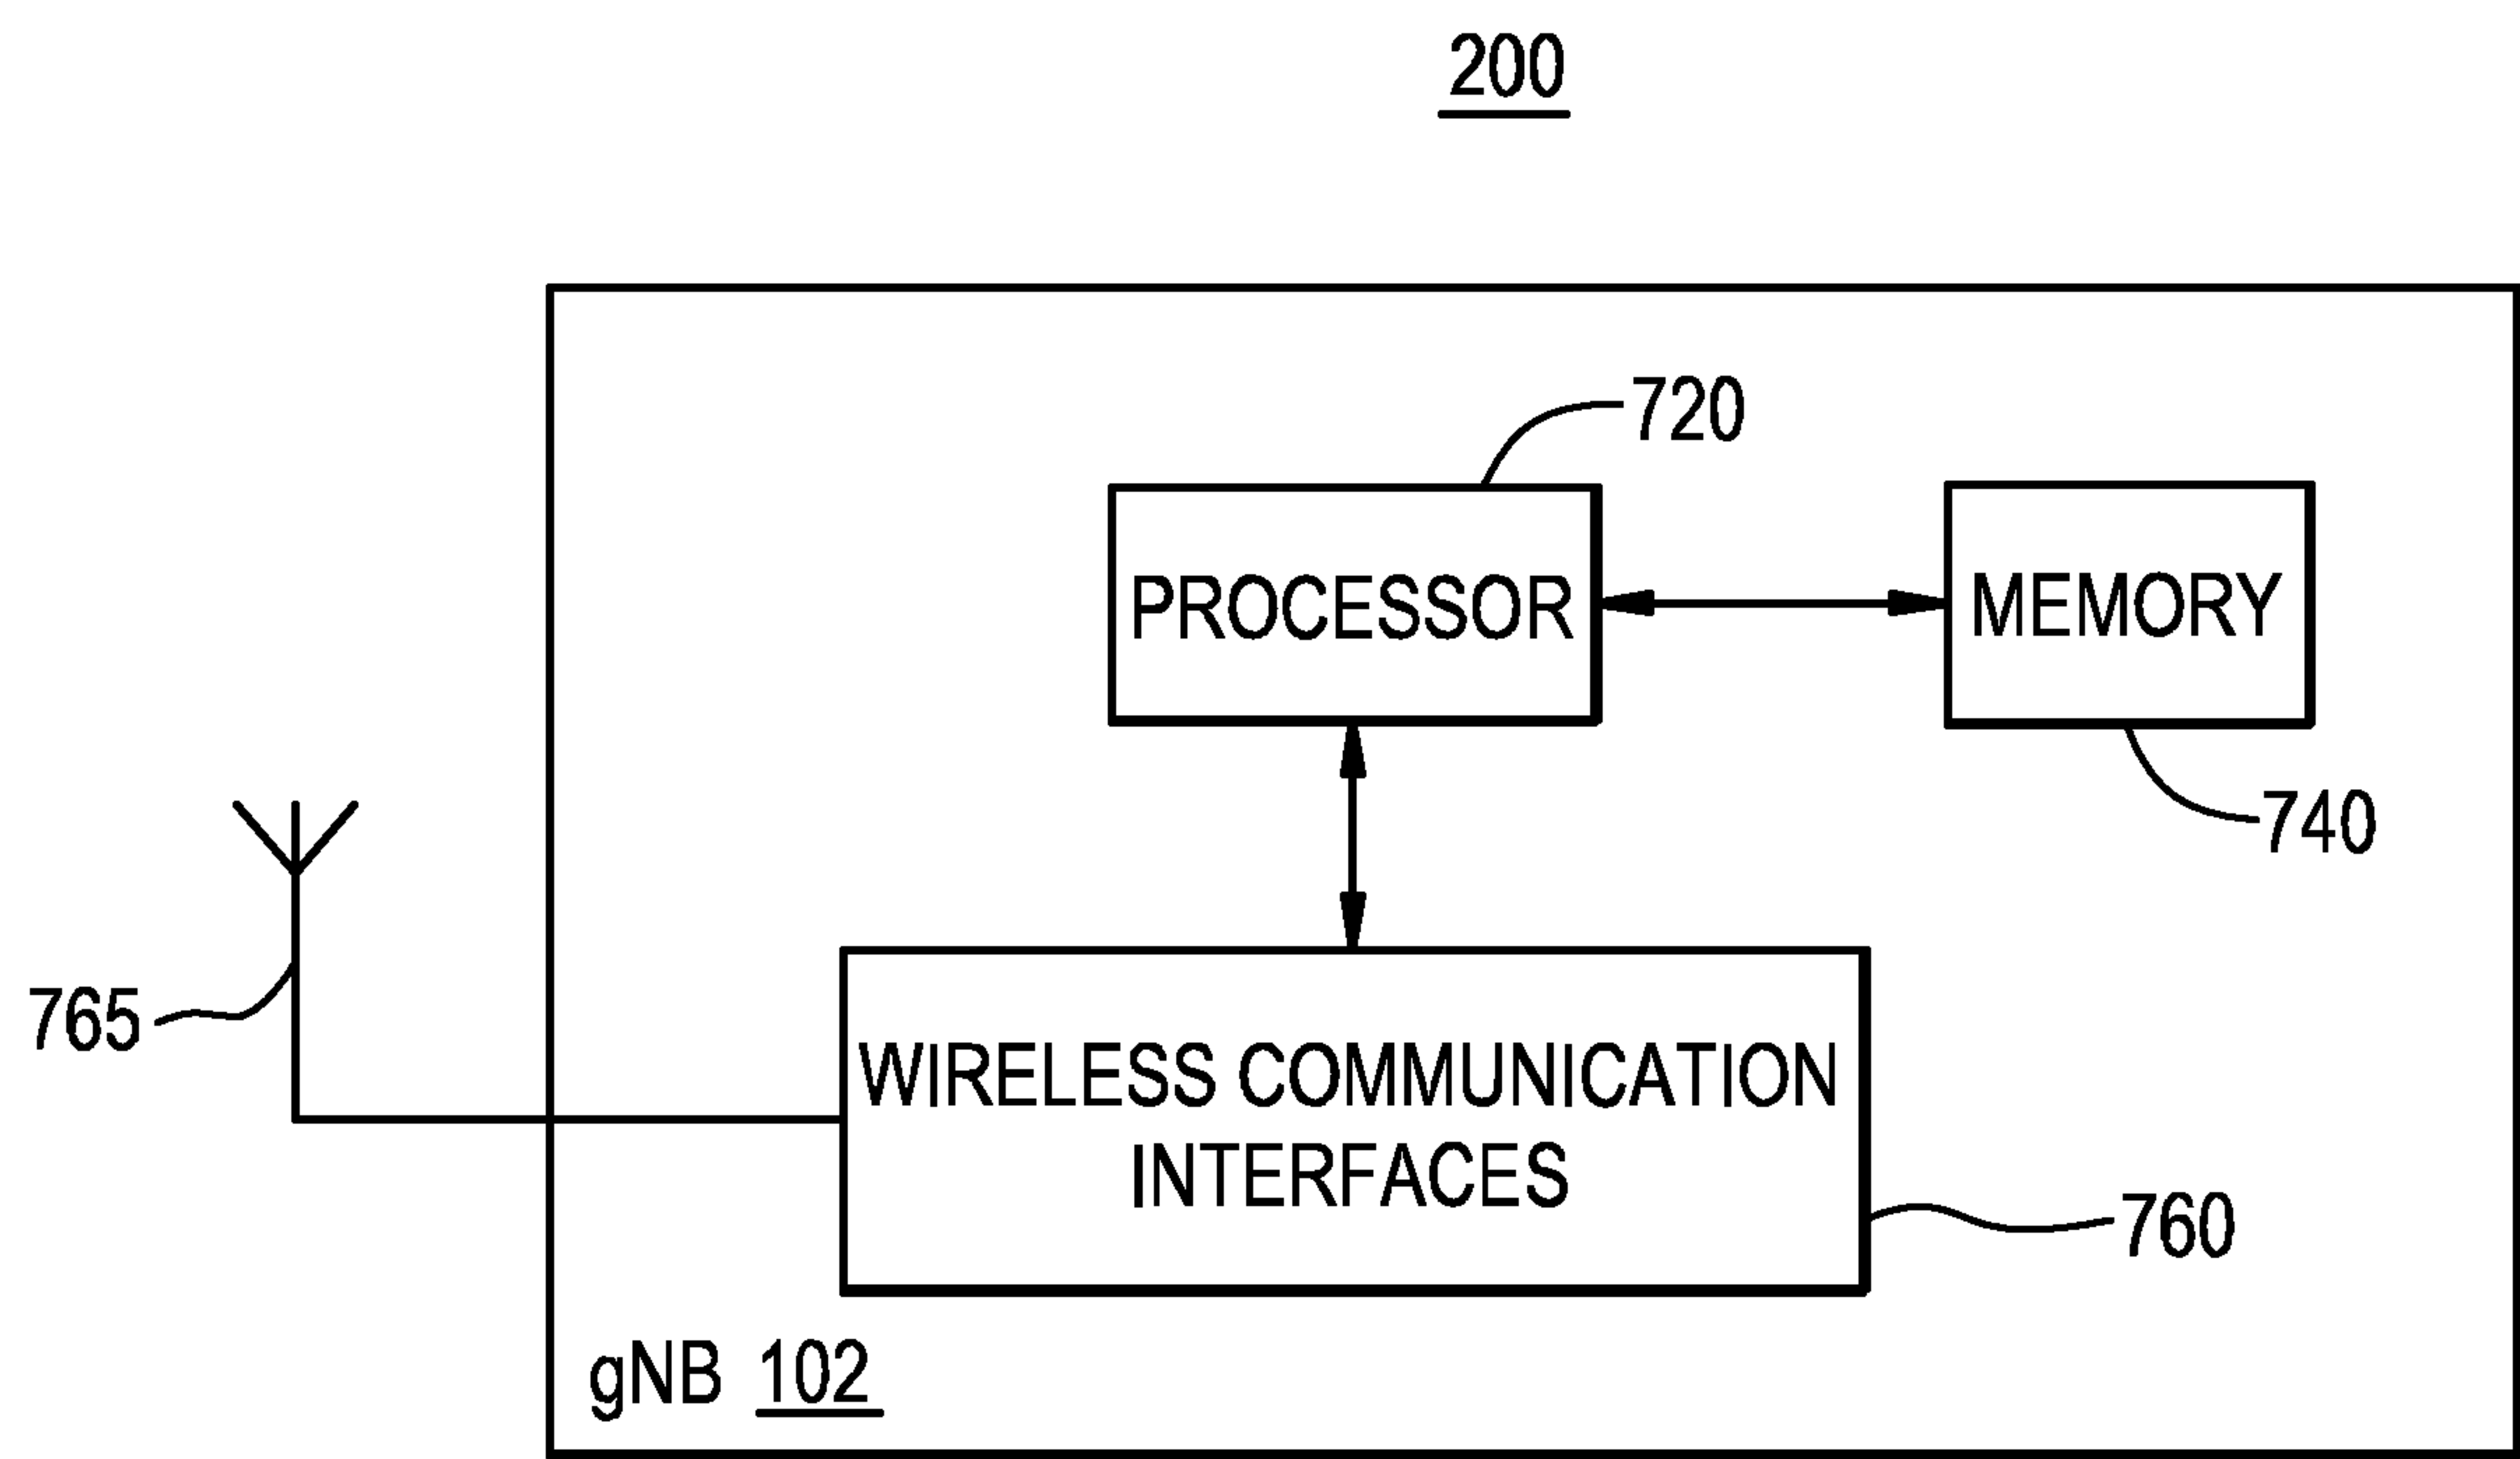 200
720
PROCESSOR
MEMORY
740
765
WIRELESS COMMUNICATION
INTERFACES
760
gNB 102